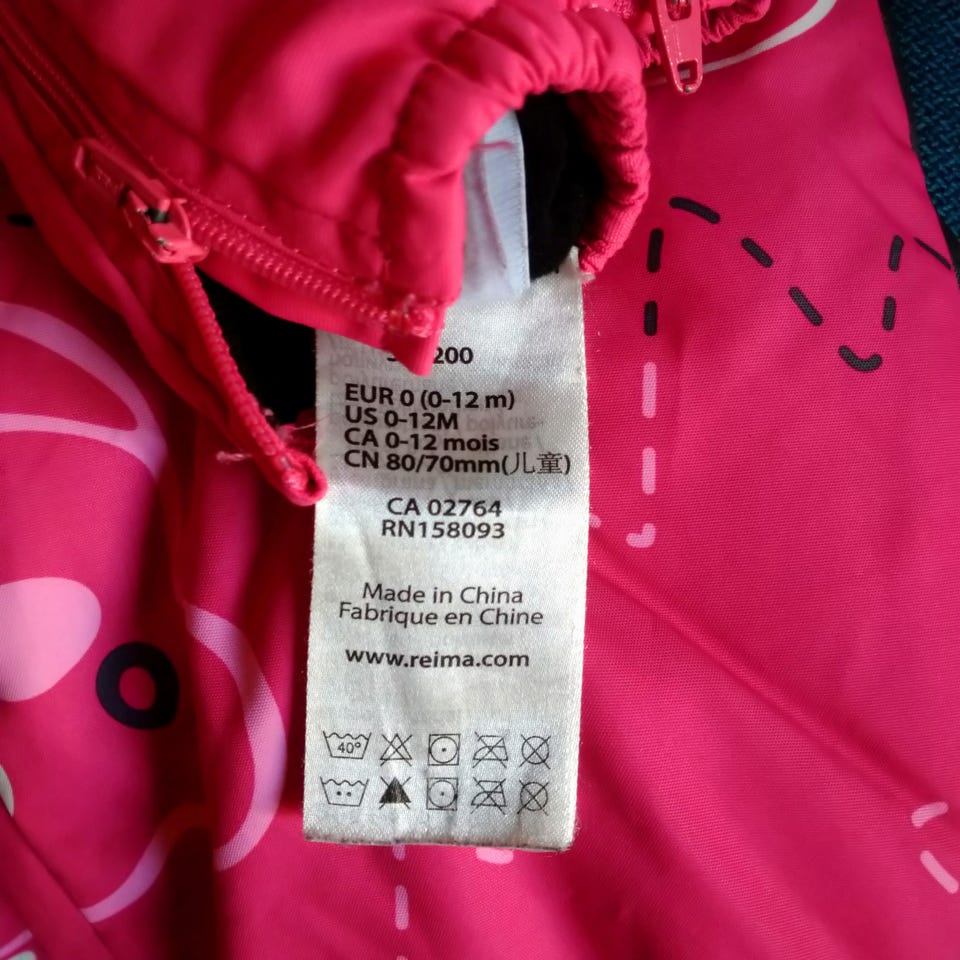 200
EUR 0 (0-12 m)
US 0-12M
CA 0-12 mois
CN 80/70mm(儿童)
CA 02764
RN158093
Made in China
Fabrique en Chine
www.reima.com
40°